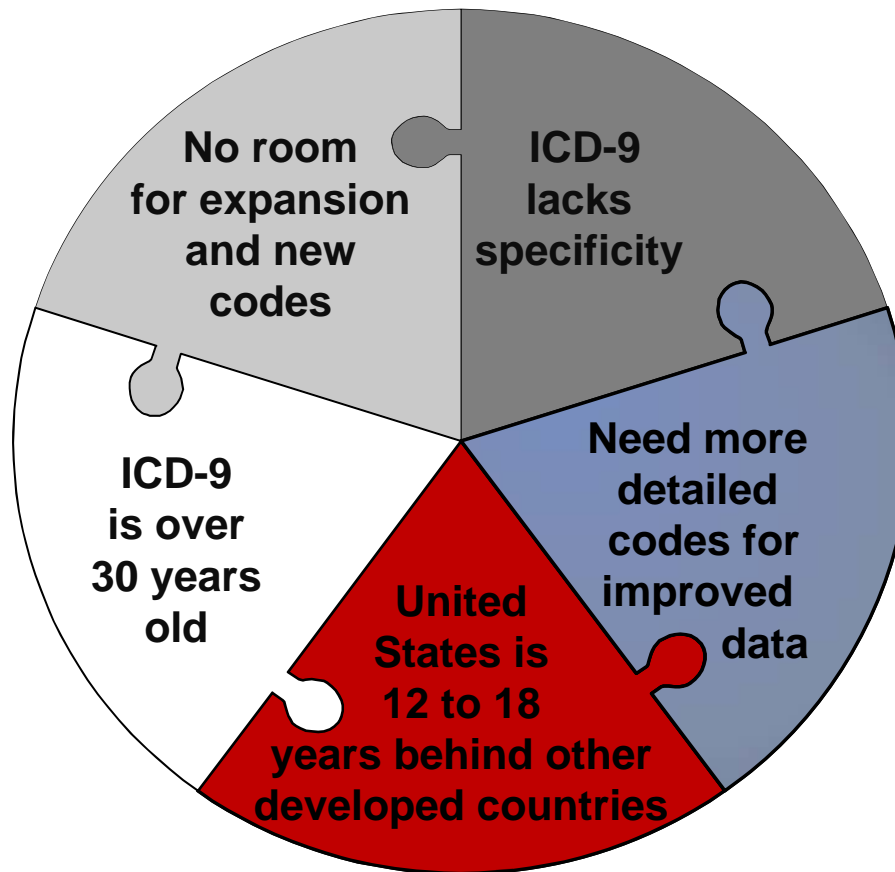 No room
for expansion
and new
codes
ICD-9
lacks
specificity
Need more
detailed
codes for
improved
data
United
States is
12 to 18
years behind other
developed countries
ICD-9
is over
30 years
old